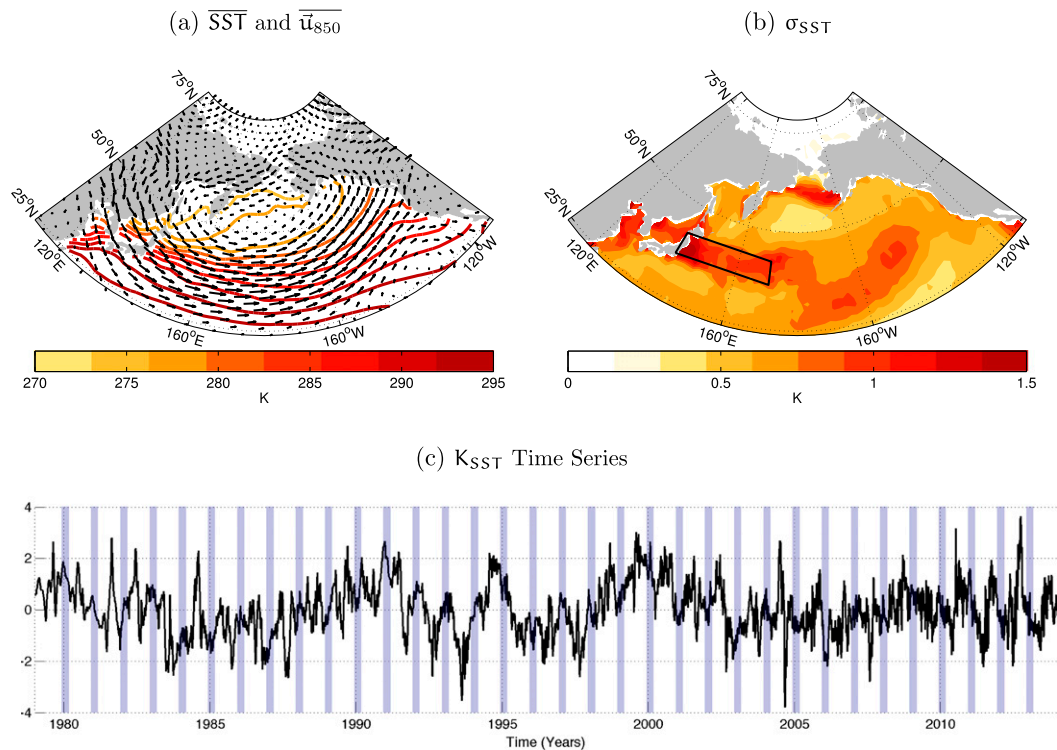 (a) SST and u⃗850
(b) σSST
75°N
50°N
25°N
120°E
160°E
160°W
120°W
75°N
50°N
25°N
120°E
160°E
160°W
120°W
270 275 280 285 290 295
K
0 0.5 1 1.5
K
(c) KSST Time Series
4
2
0
-2
-4
1980 1985 1990 1995 2000 2005 2010
Time (Years)